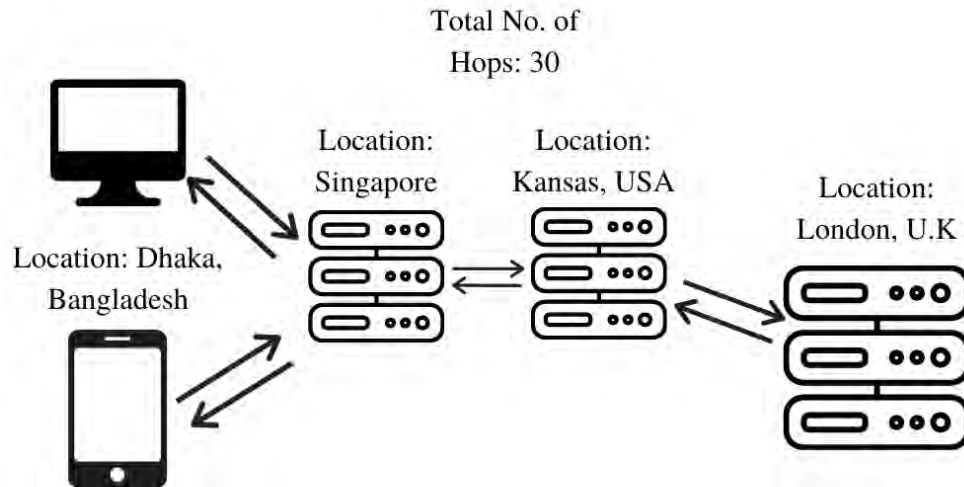 Total No. of
Hops: 30
Location:
Singapore
Location:
Kansas, USA
Location:
London, U.K
Location: Dhaka,
Bangladesh